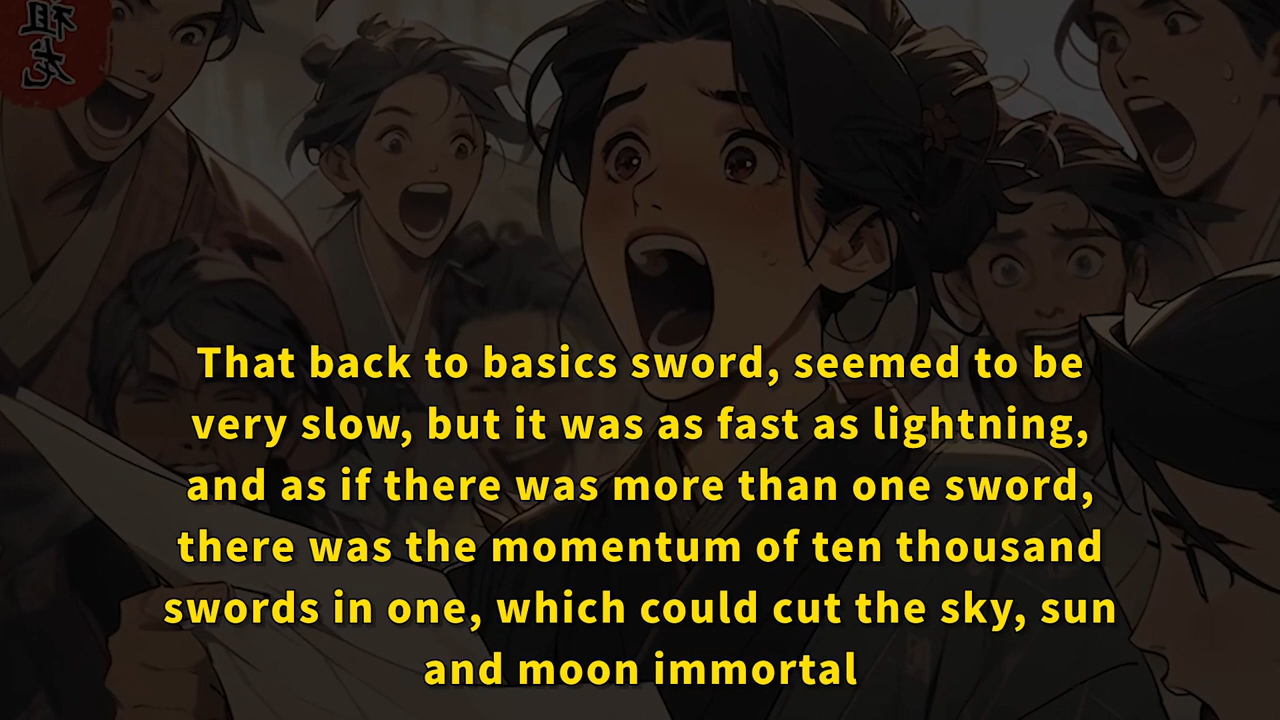 祖龙
That back to basics sword, seemed to be
very slow, but it was as fast as lightning,
and as if there was more than one sword,
there was the momentum of ten thousand
swords in one, which could cut the sky, sun
and moon immortal